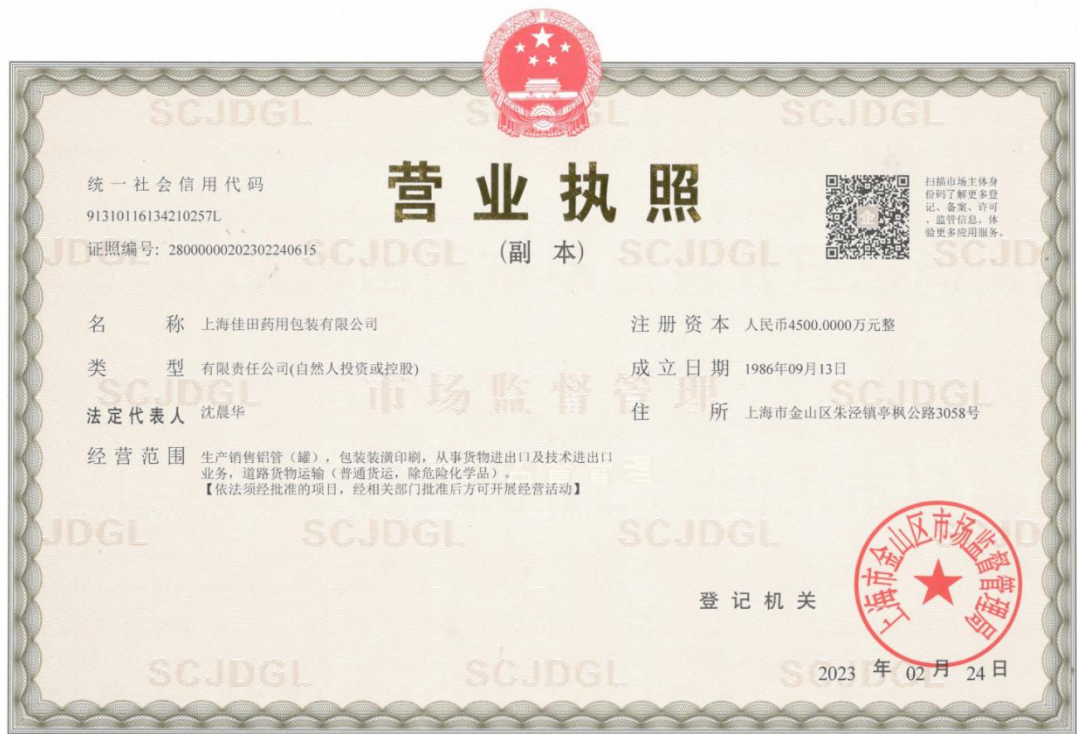 营业执照
(副 本)
统一社会信用代码
91310116134210257L
证照编号: 28000000202302240615
扫描市场主体身
份码了解更多登
记、备案、许可
、监管信息,体
验更多应用服务。
名 称 上海佳田药用包装有限公司
类 型 有限责任公司(自然人投资或控股)
法定代表人 沈晨华
经营范围 生产销售铝管（罐），包装装潢印刷，从事货物进出口及技术进出口
业务，道路货物运输（普通货运，除危险化学品）。
【依法须经批准的项目，经相关部门批准后方可开展经营活动】
注册资本 人民币4500.0000万元整
成立日期 1986年09月13日
住 所 上海市金山区朱泾镇亭枫公路3058号
登记机关
上海市金山区市场监督管理局
2023 年 02 月 24 日
SCJDGL
市场监督管理